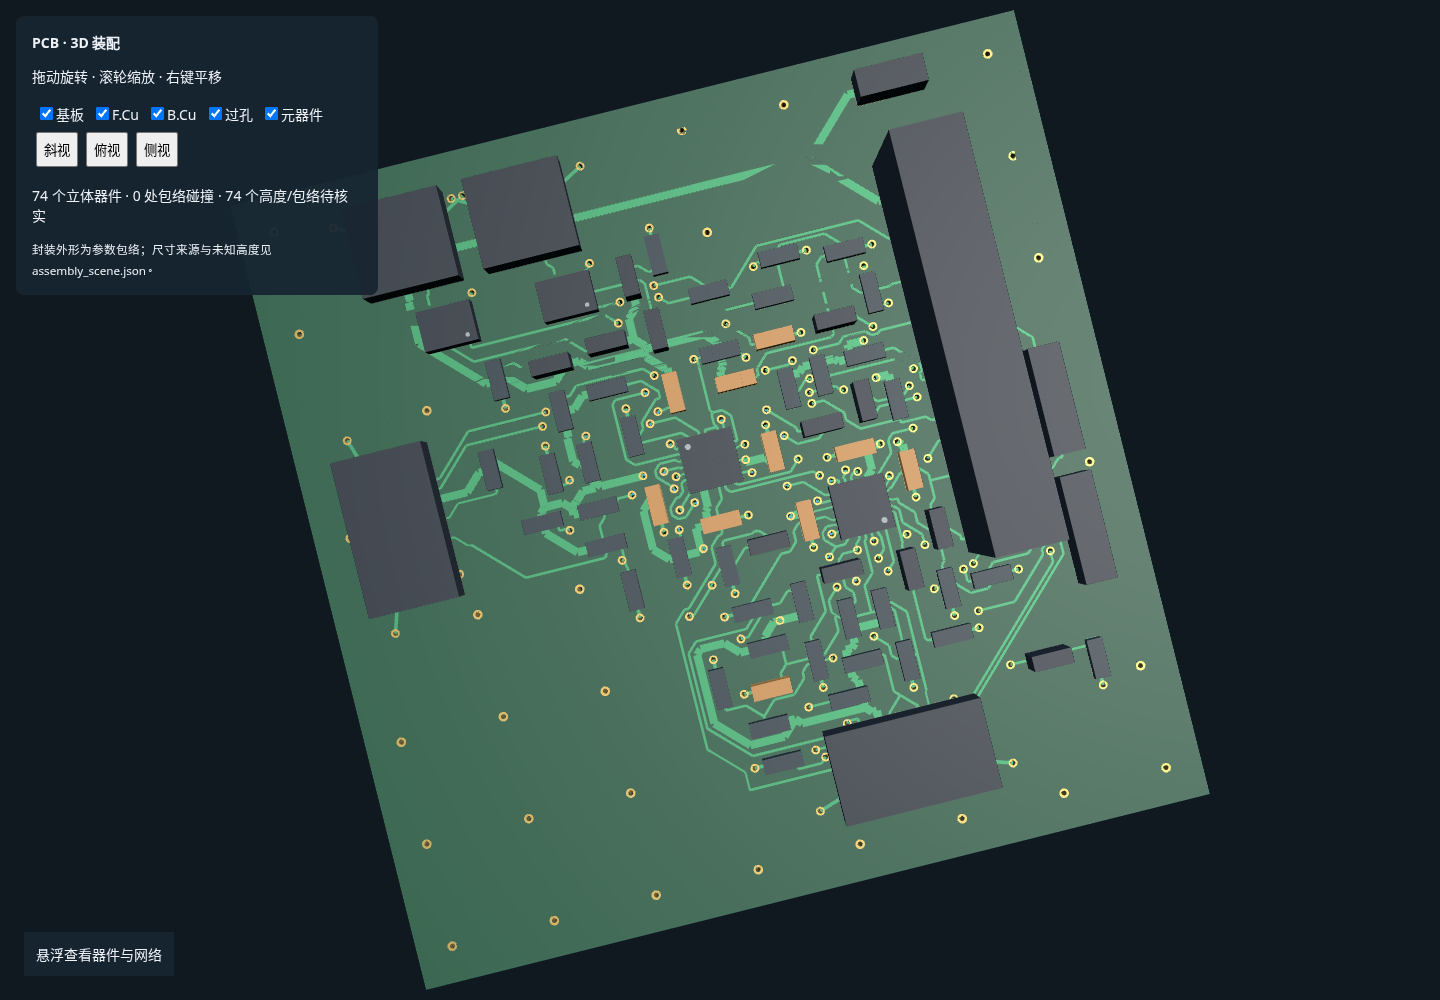 PCB · 3D 装配
拖动旋转 · 滚轮缩放 · 右键平移
基板 F.Cu B.Cu 过孔 元器件
斜视 俯视 侧视
74 个立体器件 · 0 处包络碰撞 · 74 个高度/包络待核
实
封装外形为参数包络；尺寸来源与未知高度见
assembly_scene.json。
悬浮查看器件与网络